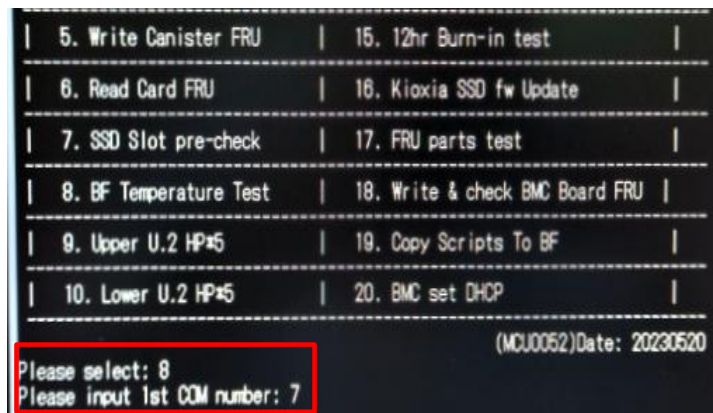 | 5. Write Canister FRU | 15. 12hr Burn-in test |
| 6. Read Card FRU | 16. Kioxia SSD fw Update |
| 7. SSD Slot pre-check | 17. FRU parts test |
| 8. BF Temperature Test | 18. Write & check BMC Board FRU |
| 9. Upper U.2 HP*5 | 19. Copy Scripts To BF |
| 10. Lower U.2 HP*5 | 20. BMC set DHCP |
(MCU0052)Date: 20230520
Please select: 8
Please input 1st COM number: 7